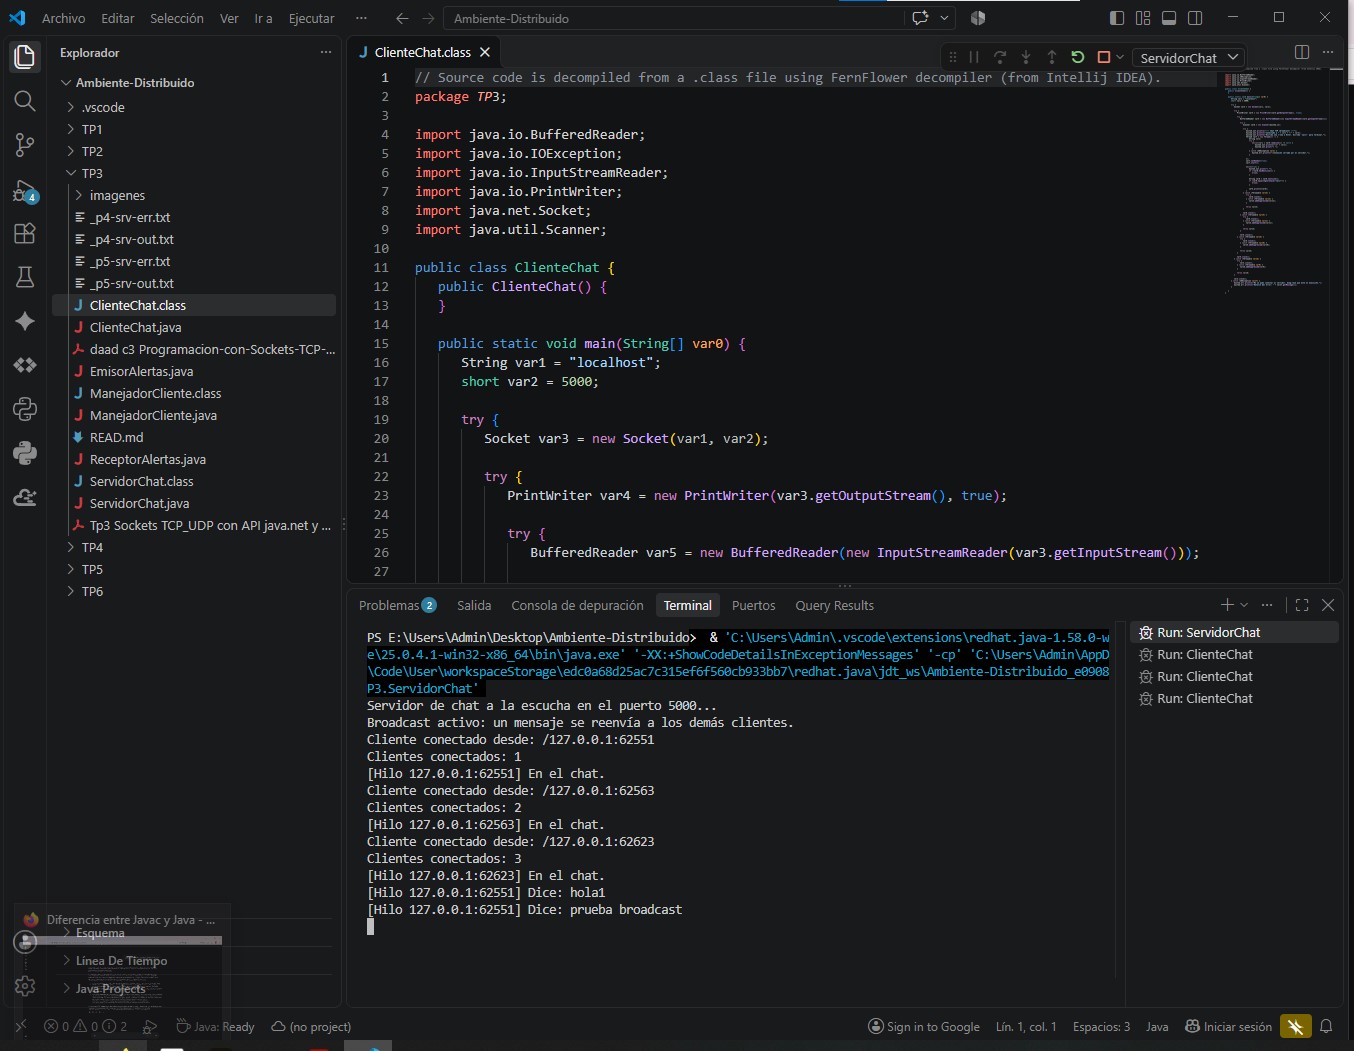 Archivo Editar Selección Ver Ir a Ejecutar ··· Ambiente-Distribuido
Explorador ···
Ambiente-Distribuido
.vscode
TP1
TP2
TP3
imagenes
_p4-srv-err.txt
_p4-srv-out.txt
_p5-srv-err.txt
_p5-srv-out.txt
ClienteChat.class
ClienteChat.java
daad c3 Programacion-con-Sockets-TCP-...
EmisorAlertas.java
ManejadorCliente.class
ManejadorCliente.java
READ.md
ReceptorAlertas.java
ServidorChat.class
ServidorChat.java
Tp3 Sockets TCP_UDP con API java.net y ...
TP4
TP5
TP6
4
Diferencia entre Javac y Java - ...
Esquema
Línea De Tiempo
Java Projects
ClienteChat.class
ServidorChat
1 // Source code is decompiled from a .class file using FernFlower decompiler (from Intellij IDEA).
2 package TP3;
3
4 import java.io.BufferedReader;
5 import java.io.IOException;
6 import java.io.InputStreamReader;
7 import java.io.PrintWriter;
8 import java.net.Socket;
9 import java.util.Scanner;
10
11 public class ClienteChat {
12 public ClienteChat() {
13 }
14
15 public static void main(String[] var0) {
16 String var1 = "localhost";
17 short var2 = 5000;
18
19 try {
20 Socket var3 = new Socket(var1, var2);
21
22 try {
23 PrintWriter var4 = new PrintWriter(var3.getOutputStream(), true);
24
25 try {
26 BufferedReader var5 = new BufferedReader(new InputStreamReader(var3.getInputStream()));
27
Problemas 2 Salida Consola de depuración Terminal Puertos Query Results
PS E:\Users\Admin\Desktop\Ambiente-Distribuido> & 'C:\Users\Admin\.vscode\extensions\redhat.java-1.58.0-w
e\25.0.4.1-win32-x86_64\bin\java.exe' '-XX:+ShowCodeDetailsInExceptionMessages' '-cp' 'C:\Users\Admin\AppD
\Code\User\workspaceStorage\edc0a68d25ac7c315ef6f560cb933bb7\redhat.java\jdt_ws\Ambiente-Distribuido_e0908
P3.ServidorChat'
Servidor de chat a la escucha en el puerto 5000...
Broadcast activo: un mensaje se reenvía a los demás clientes.
Cliente conectado desde: /127.0.0.1:62551
Clientes conectados: 1
[Hilo 127.0.0.1:62551] En el chat.
Cliente conectado desde: /127.0.0.1:62563
Clientes conectados: 2
[Hilo 127.0.0.1:62563] En el chat.
Cliente conectado desde: /127.0.0.1:62623
Clientes conectados: 3
[Hilo 127.0.0.1:62623] En el chat.
[Hilo 127.0.0.1:62551] Dice: hola1
[Hilo 127.0.0.1:62551] Dice: prueba broadcast
Run: ServidorChat
Run: ClienteChat
Run: ClienteChat
Run: ClienteChat
0 0 2 Java: Ready (no project) Sign in to Google Lín. 1, col. 1 Espacios: 3 Java Iniciar sesión